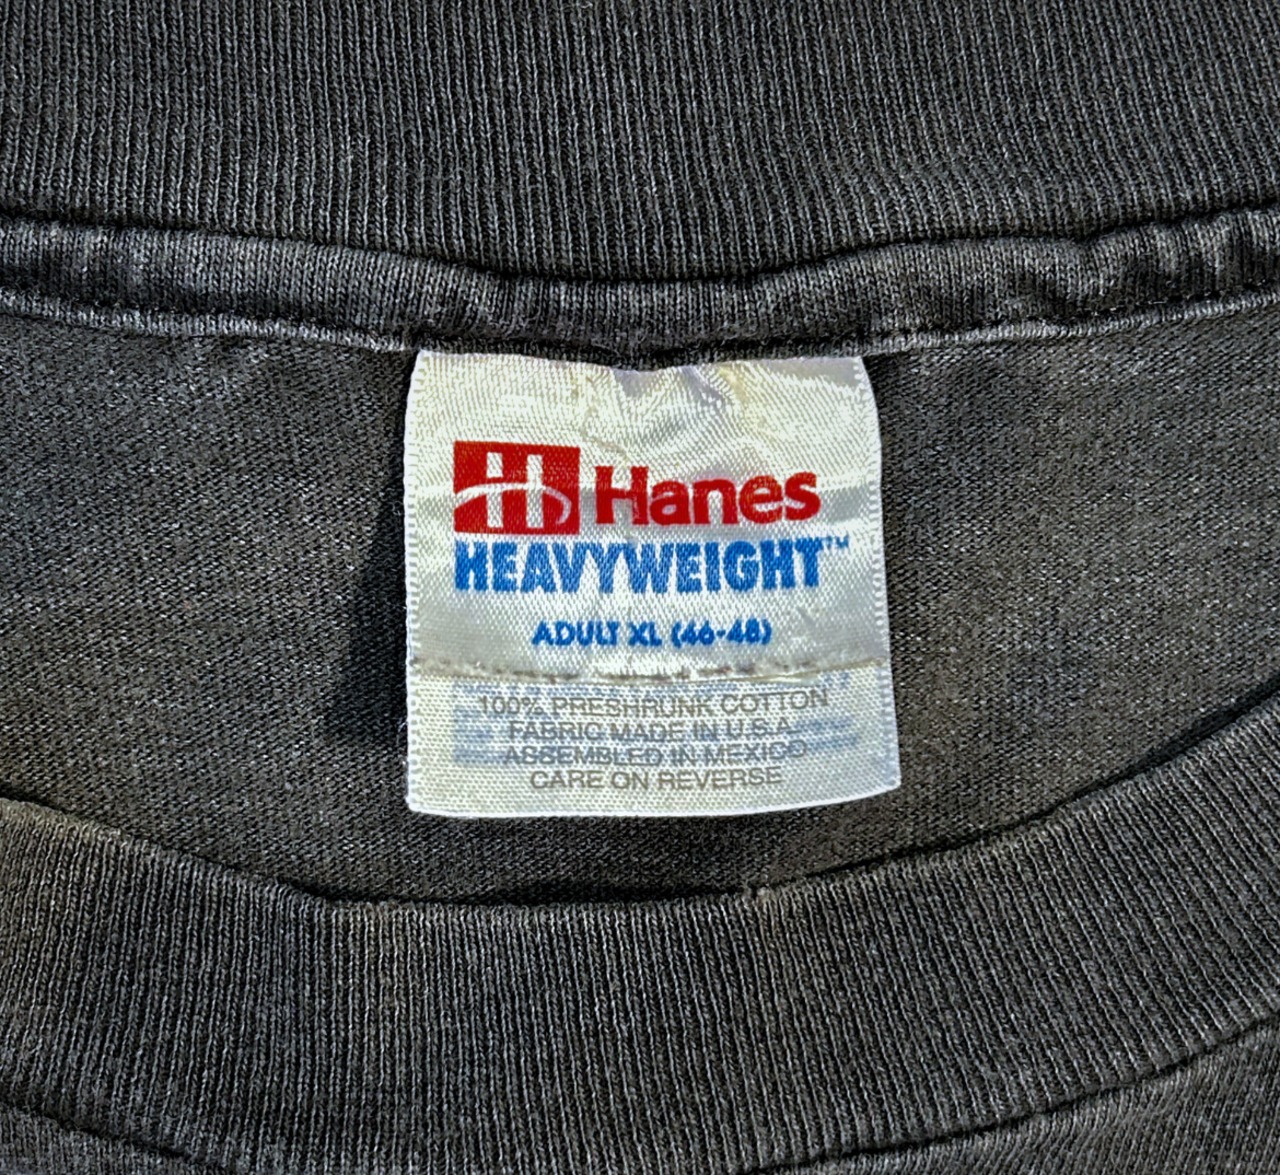 Hanes
HEAVYWEIGHT™
ADULT XL (46-48)
100% PRESHRUNK COTTON
FABRIC MADE IN U.S.A.
ASSEMBLED IN MEXICO
CARE ON REVERSE